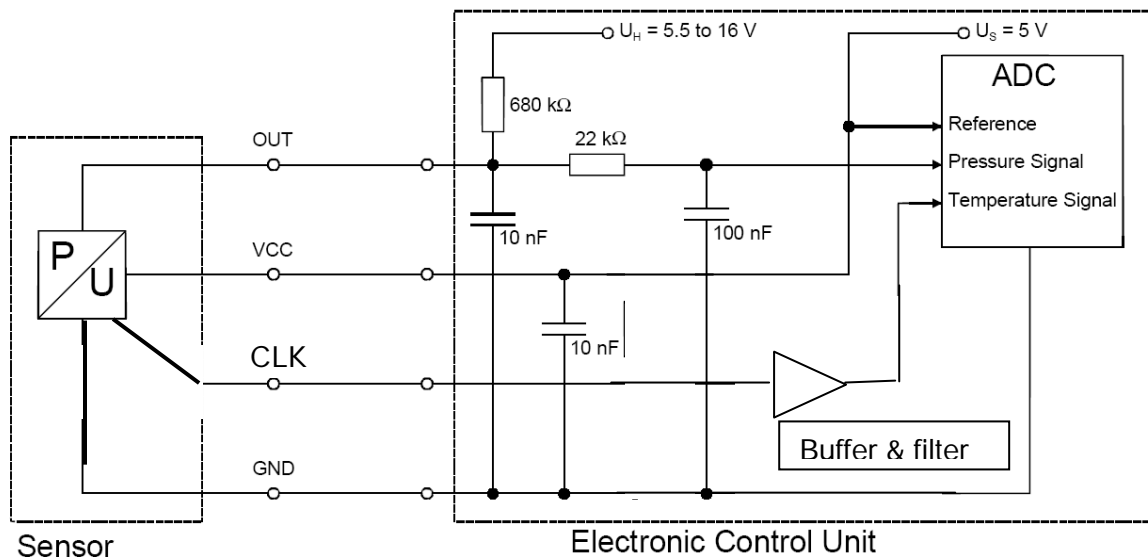 U_H = 5.5 to 16 V
U_S = 5 V
ADC
680 kΩ
Reference
OUT
22 kΩ
Pressure Signal
Temperature Signal
10 nF
100 nF
VCC
P
U
10 nF
CLK
Buffer & filter
GND
Sensor
Electronic Control Unit